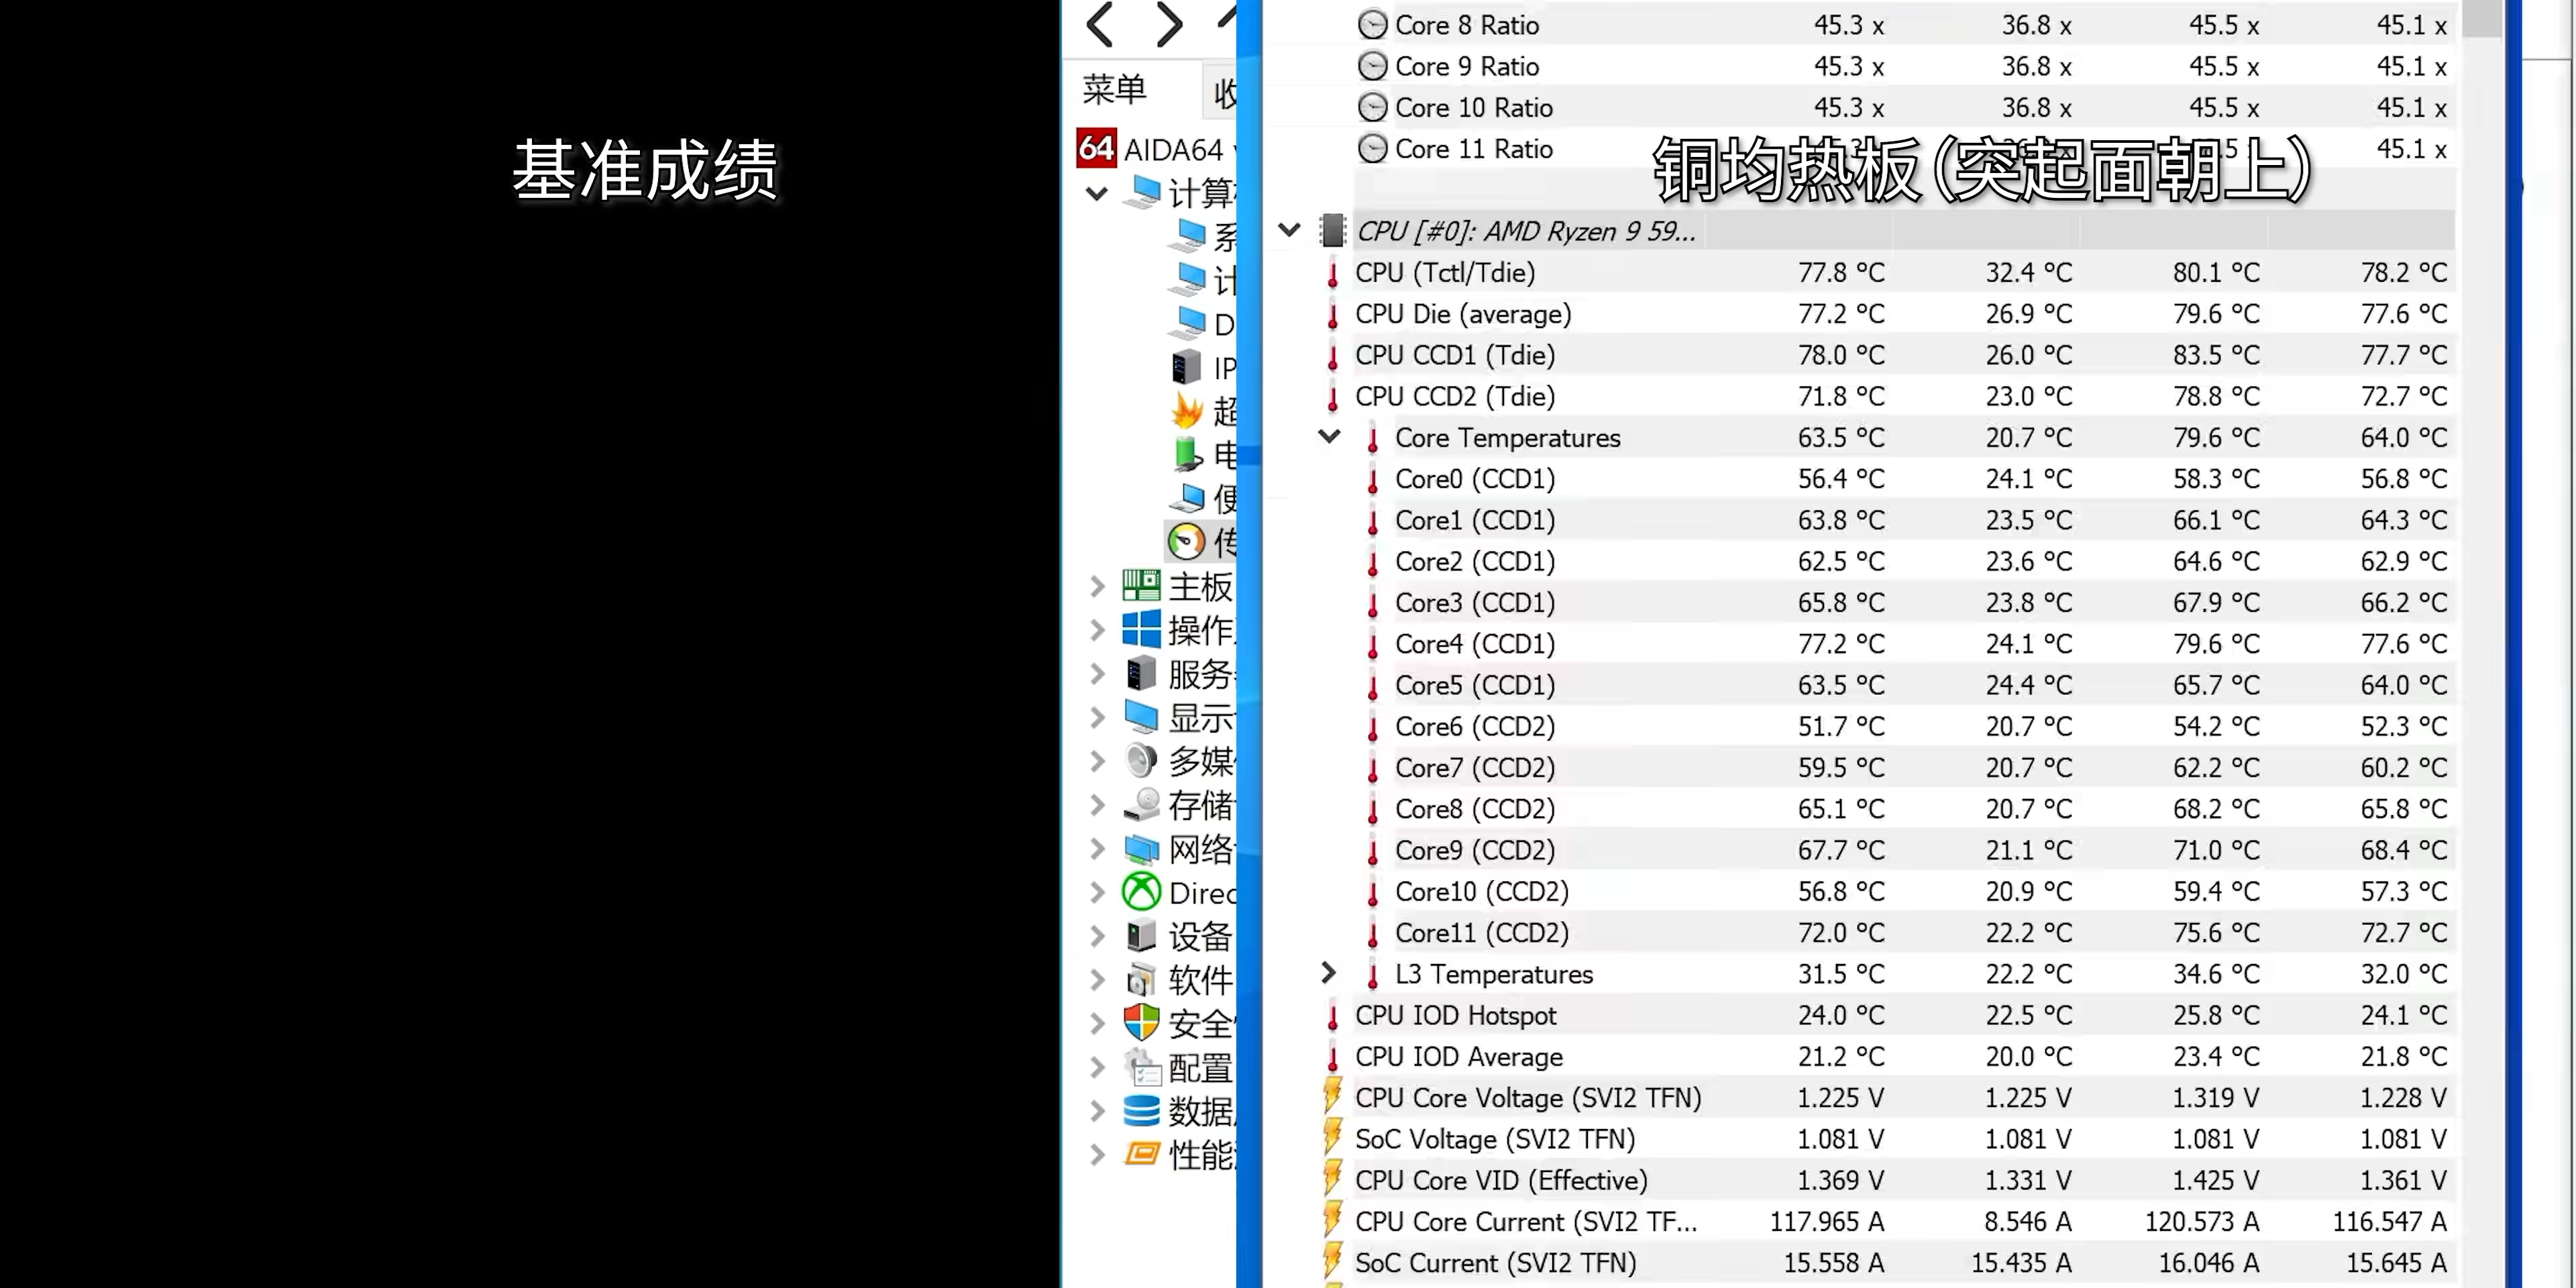 基准成绩
菜单
收
64 AIDA64
计算
系
计
D
IP
超
电
便
传
主板
操作
服务
显示
多媒
存储
网络
Direc
设备
软件
安全
配置
数据
性能
铜均热板(突起面朝上)
Core 8 Ratio 45.3 x 36.8 x 45.5 x 45.1 x
Core 9 Ratio 45.3 x 36.8 x 45.5 x 45.1 x
Core 10 Ratio 45.3 x 36.8 x 45.5 x 45.1 x
Core 11 Ratio 45.1 x
CPU [#0]: AMD Ryzen 9 59...
CPU (Tctl/Tdie) 77.8 °C 32.4 °C 80.1 °C 78.2 °C
CPU Die (average) 77.2 °C 26.9 °C 79.6 °C 77.6 °C
CPU CCD1 (Tdie) 78.0 °C 26.0 °C 83.5 °C 77.7 °C
CPU CCD2 (Tdie) 71.8 °C 23.0 °C 78.8 °C 72.7 °C
Core Temperatures 63.5 °C 20.7 °C 79.6 °C 64.0 °C
Core0 (CCD1) 56.4 °C 24.1 °C 58.3 °C 56.8 °C
Core1 (CCD1) 63.8 °C 23.5 °C 66.1 °C 64.3 °C
Core2 (CCD1) 62.5 °C 23.6 °C 64.6 °C 62.9 °C
Core3 (CCD1) 65.8 °C 23.8 °C 67.9 °C 66.2 °C
Core4 (CCD1) 77.2 °C 24.1 °C 79.6 °C 77.6 °C
Core5 (CCD1) 63.5 °C 24.4 °C 65.7 °C 64.0 °C
Core6 (CCD2) 51.7 °C 20.7 °C 54.2 °C 52.3 °C
Core7 (CCD2) 59.5 °C 20.7 °C 62.2 °C 60.2 °C
Core8 (CCD2) 65.1 °C 20.7 °C 68.2 °C 65.8 °C
Core9 (CCD2) 67.7 °C 21.1 °C 71.0 °C 68.4 °C
Core10 (CCD2) 56.8 °C 20.9 °C 59.4 °C 57.3 °C
Core11 (CCD2) 72.0 °C 22.2 °C 75.6 °C 72.7 °C
L3 Temperatures 31.5 °C 22.2 °C 34.6 °C 32.0 °C
CPU IOD Hotspot 24.0 °C 22.5 °C 25.8 °C 24.1 °C
CPU IOD Average 21.2 °C 20.0 °C 23.4 °C 21.8 °C
CPU Core Voltage (SVI2 TFN) 1.225 V 1.225 V 1.319 V 1.228 V
SoC Voltage (SVI2 TFN) 1.081 V 1.081 V 1.081 V 1.081 V
CPU Core VID (Effective) 1.369 V 1.331 V 1.425 V 1.361 V
CPU Core Current (SVI2 TF... 117.965 A 8.546 A 120.573 A 116.547 A
SoC Current (SVI2 TFN) 15.558 A 15.435 A 16.046 A 15.645 A